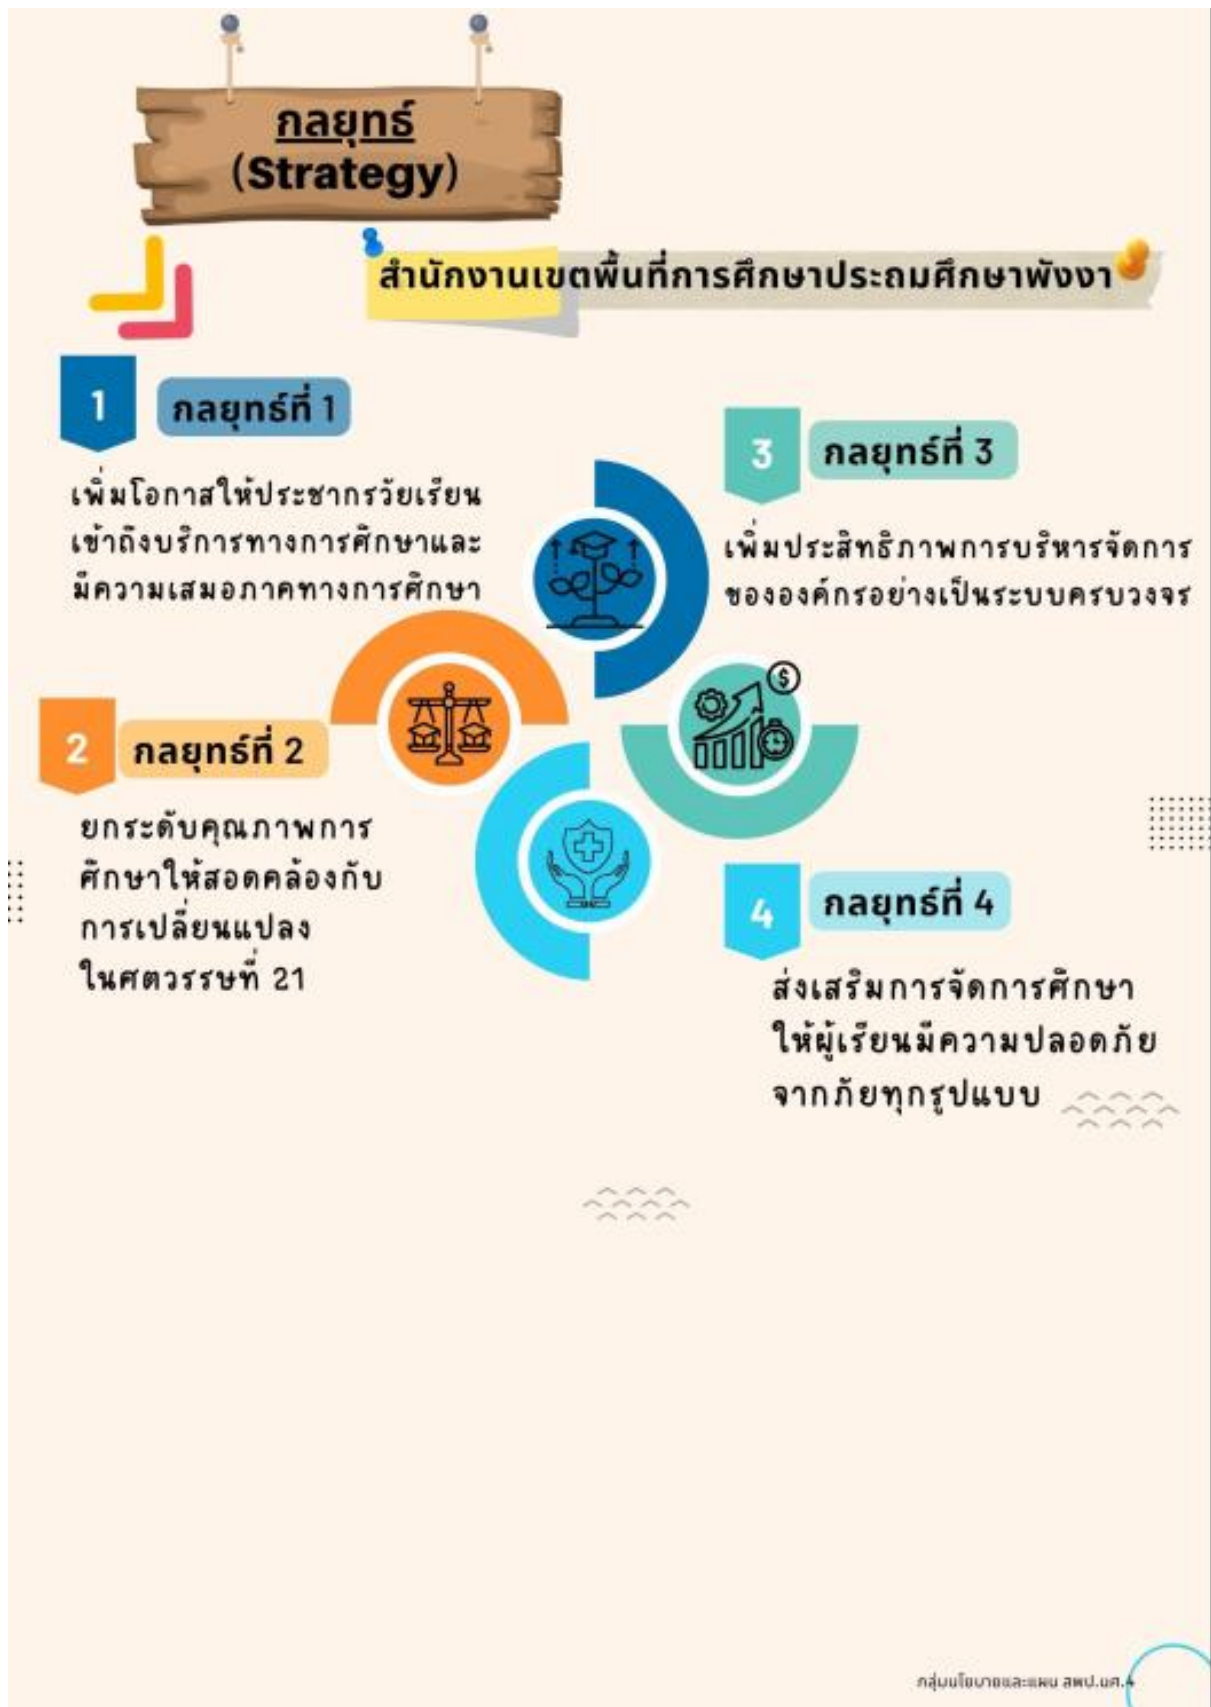 กลยุทธ์
(Strategy)
สำนักงานเขตพื้นที่การศึกษาประถมศึกษาพังงา
1
กลยุทธ์ที่ 1
เพิ่มโอกาสให้ประชากรวัยเรียน
เข้าถึงบริการทางการศึกษาและ
มีความเสมอภาคทางการศึกษา
2
กลยุทธ์ที่ 2
ยกระดับคุณภาพการ
ศึกษาให้สอดคล้องกับ
การเปลี่ยนแปลง
ในศตวรรษที่ 21
3
กลยุทธ์ที่ 3
เพิ่มประสิทธิภาพการบริหารจัดการ
ขององค์กรอย่างเป็นระบบครบวงจร
$
4
กลยุทธ์ที่ 4
ส่งเสริมการจัดการศึกษา
ให้ผู้เรียนมีความปลอดภัย
จากภัยทุกรูปแบบ
กลุ่มนโยบายและแผน สพป.นศ.4